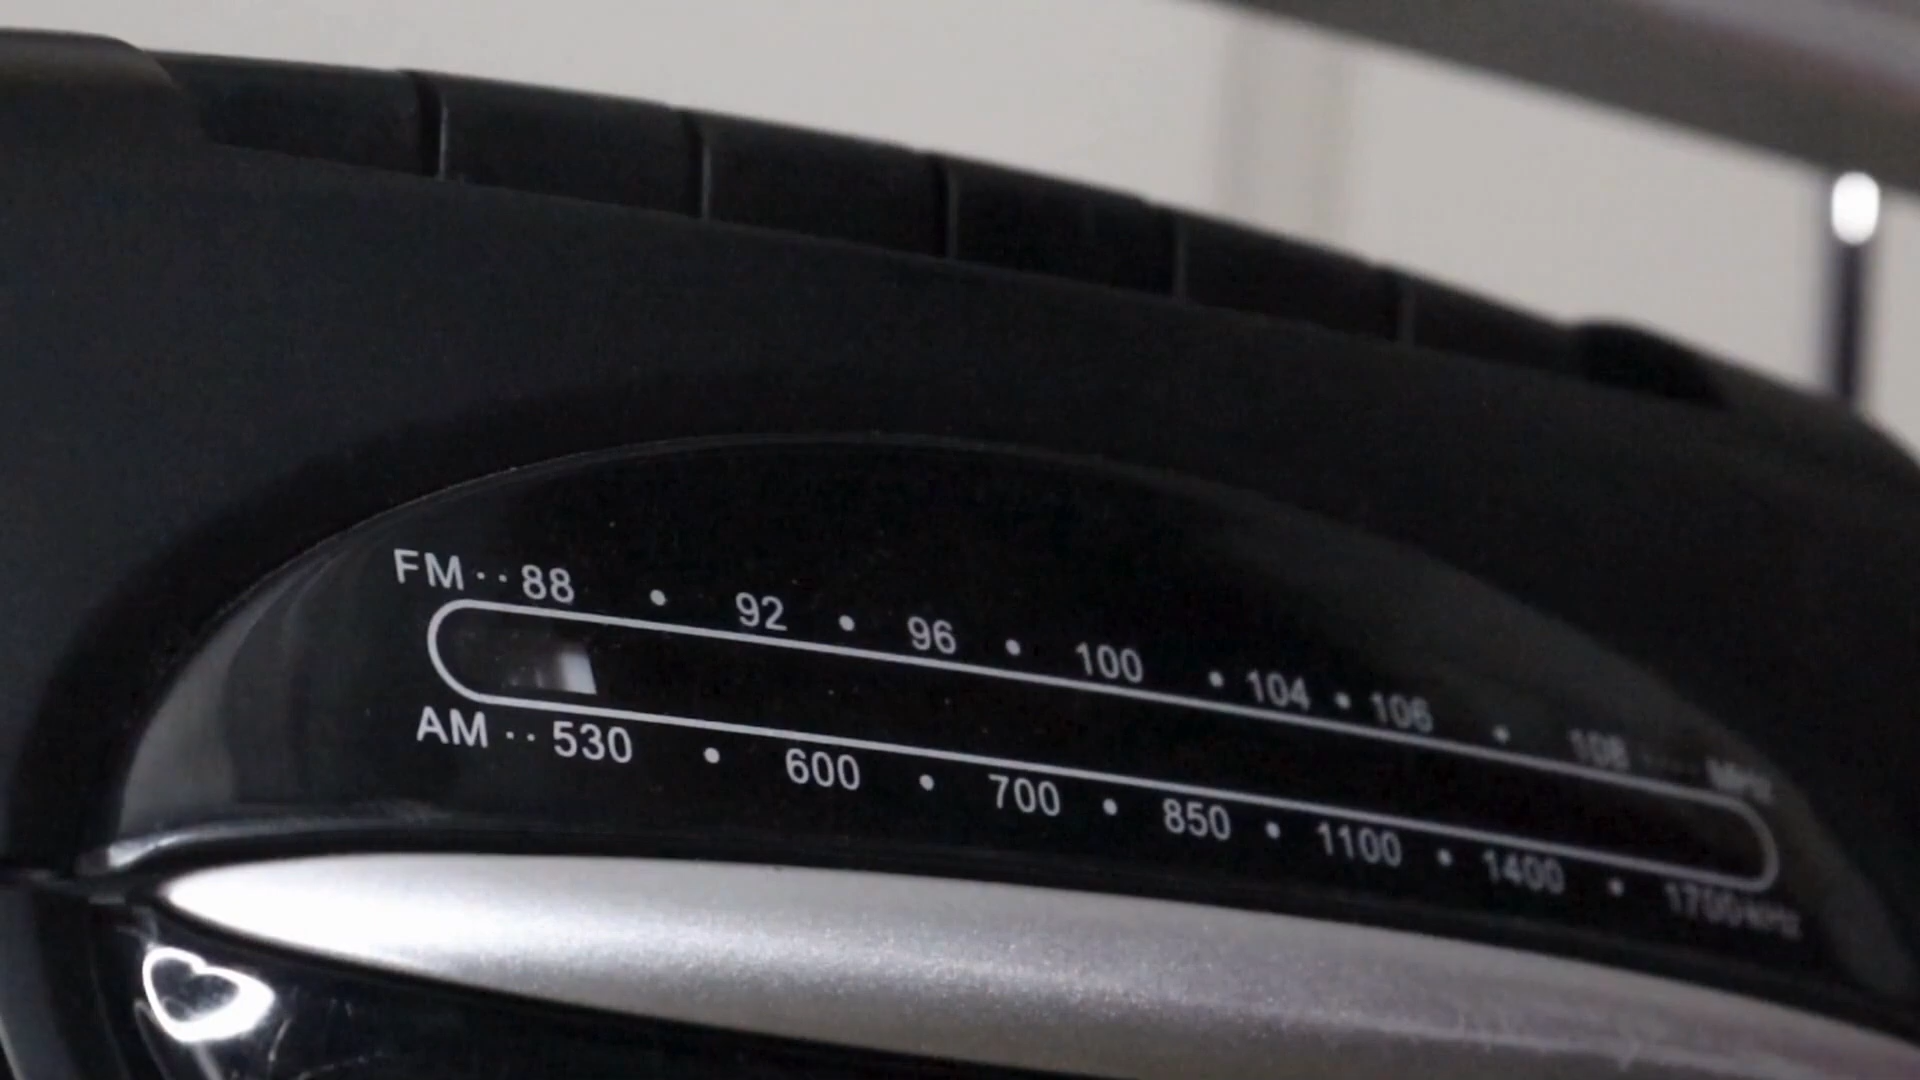 FM ·· 88 • 92 • 96 • 100 • 104 • 106 • 108 ···· MHz
AM ·· 530 • 600 • 700 • 850 • 1100 • 1400 • 1700 kHz